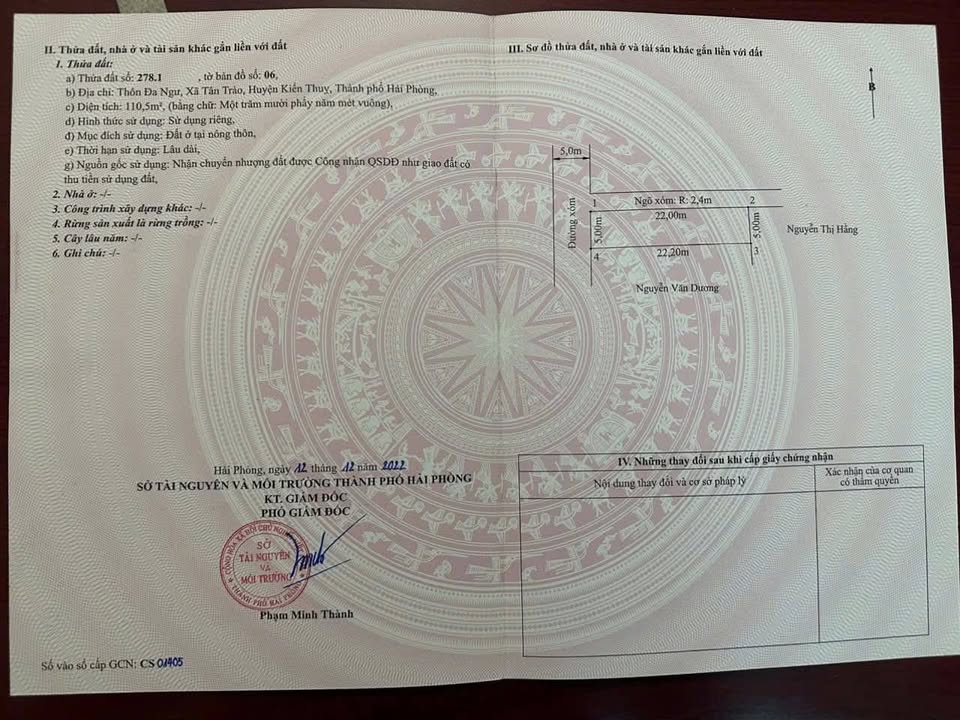 II. Thửa đất, nhà ở và tài sản khác gắn liền với đất
1. Thửa đất:
a) Thửa đất số: 278.1 , tờ bản đồ số: 06,
b) Địa chỉ: Thôn Đa Ngư, Xã Tân Trào, Huyện Kiến Thuỵ, Thành phố Hải Phòng,
c) Diện tích: 110,5m², (bằng chữ: Một trăm mười phẩy năm mét vuông),
d) Hình thức sử dụng: Sử dụng riêng,
đ) Mục đích sử dụng: Đất ở tại nông thôn,
e) Thời hạn sử dụng: Lâu dài,
g) Nguồn gốc sử dụng: Nhận chuyển nhượng đất được Công nhận QSDĐ như giao đất có
thu tiền sử dụng đất,
2. Nhà ở: -/-
3. Công trình xây dựng khác: -/-
4. Rừng sản xuất là rừng trồng: -/-
5. Cây lâu năm: -/-
6. Ghi chú: -/-
Hải Phòng, ngày 12 tháng 12 năm 2022
SỞ TÀI NGUYÊN VÀ MÔI TRƯỜNG THÀNH PHỐ HẢI PHÒNG
KT. GIÁM ĐỐC
PHÓ GIÁM ĐỐC
CỘNG HÒA XÃ HỘI CHỦ NGHĨA
SỞ
TÀI NGUYÊN
VÀ
MÔI TRƯỜNG
THÀNH PHỐ HẢI PHÒNG
Phạm Minh Thành
Số vào sổ cấp GCN: CS 01405
III. Sơ đồ thửa đất, nhà ở và tài sản khác gắn liền với đất
B
5,0m
Đường xóm
1
Ngõ xóm: R: 2,4m
2
22,00m
5,00m
5,00m
Nguyễn Thị Hằng
4
22,20m
3
Nguyễn Văn Dương
IV. Những thay đổi sau khi cấp giấy chứng nhận
Nội dung thay đổi và cơ sở pháp lý
Xác nhận của cơ quan
có thẩm quyền